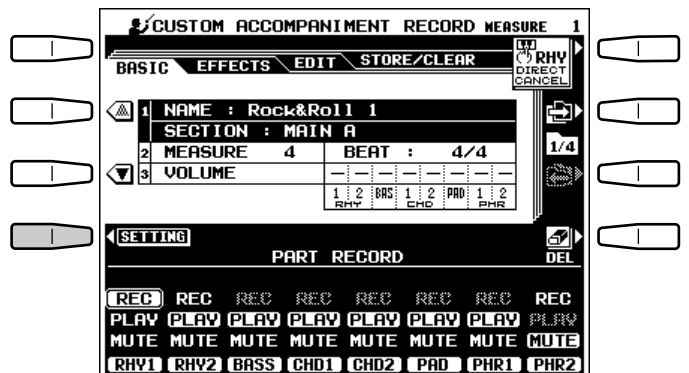 CUSTOM ACCOMPANIMENT RECORD MEASURE 1
BASIC EFFECTS EDIT STORE/CLEAR
RHY
DIRECT
CANCEL
1 NAME : Rock&Roll 1
SECTION : MAIN A
1/4
2 MEASURE 4 BEAT : 4/4
3 VOLUME - - - - - - - -
1 2 BAS 1 2 PAD 1 2
RHY CHD PHR
SETTING
DEL
PART RECORD
REC REC REC REC REC REC REC REC
PLAY PLAY PLAY PLAY PLAY PLAY PLAY PLAY
MUTE MUTE MUTE MUTE MUTE MUTE MUTE MUTE
RHY1 RHY2 BASS CHD1 CHD2 PAD PHR1 PHR2